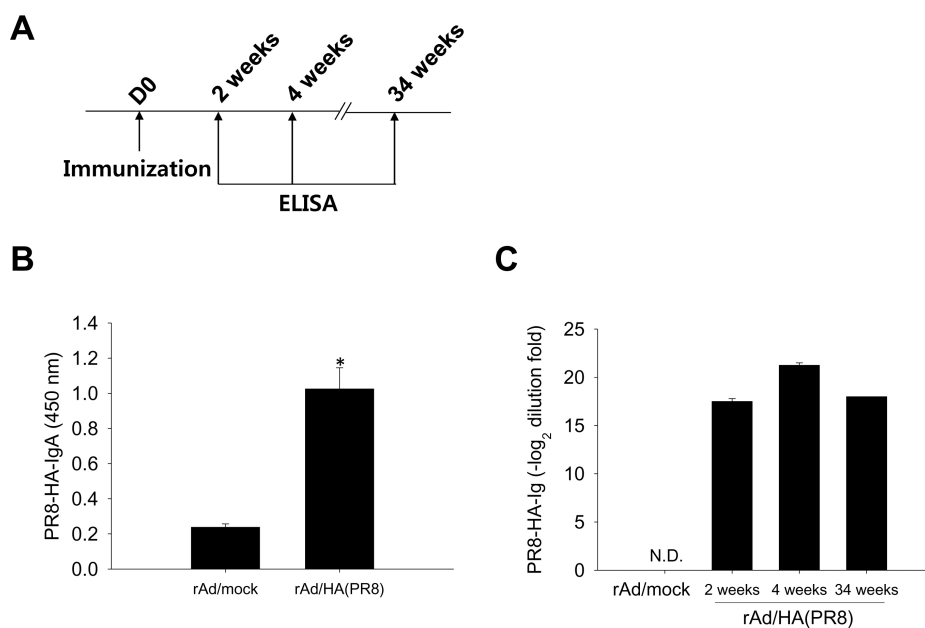 A
D0
2 weeks
4 weeks
34 weeks
Immunization
ELISA
B
PR8-HA-IgA (450 nm)
1.4
1.2
1.0
0.8
0.6
0.4
0.2
0.0
*
rAd/mock
rAd/HA(PR8)
C
PR8-HA-Ig (-log2 dilution fold)
25
20
15
10
5
0
N.D.
rAd/mock
2 weeks
4 weeks
34 weeks
rAd/HA(PR8)